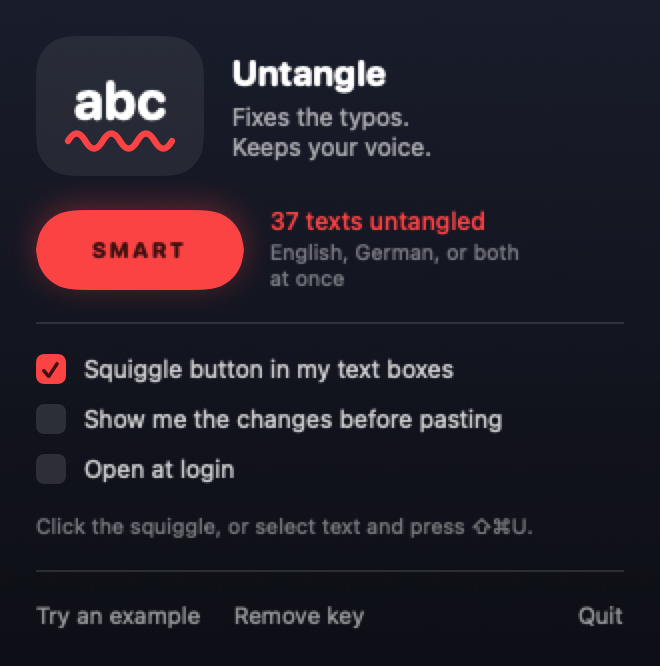 abc
Untangle
Fixes the typos.
Keeps your voice.
SMART
37 texts untangled
English, German, or both
at once
Squiggle button in my text boxes
Show me the changes before pasting
Open at login
Click the squiggle, or select text and press ⇧⌘U.
Try an example
Remove key
Quit